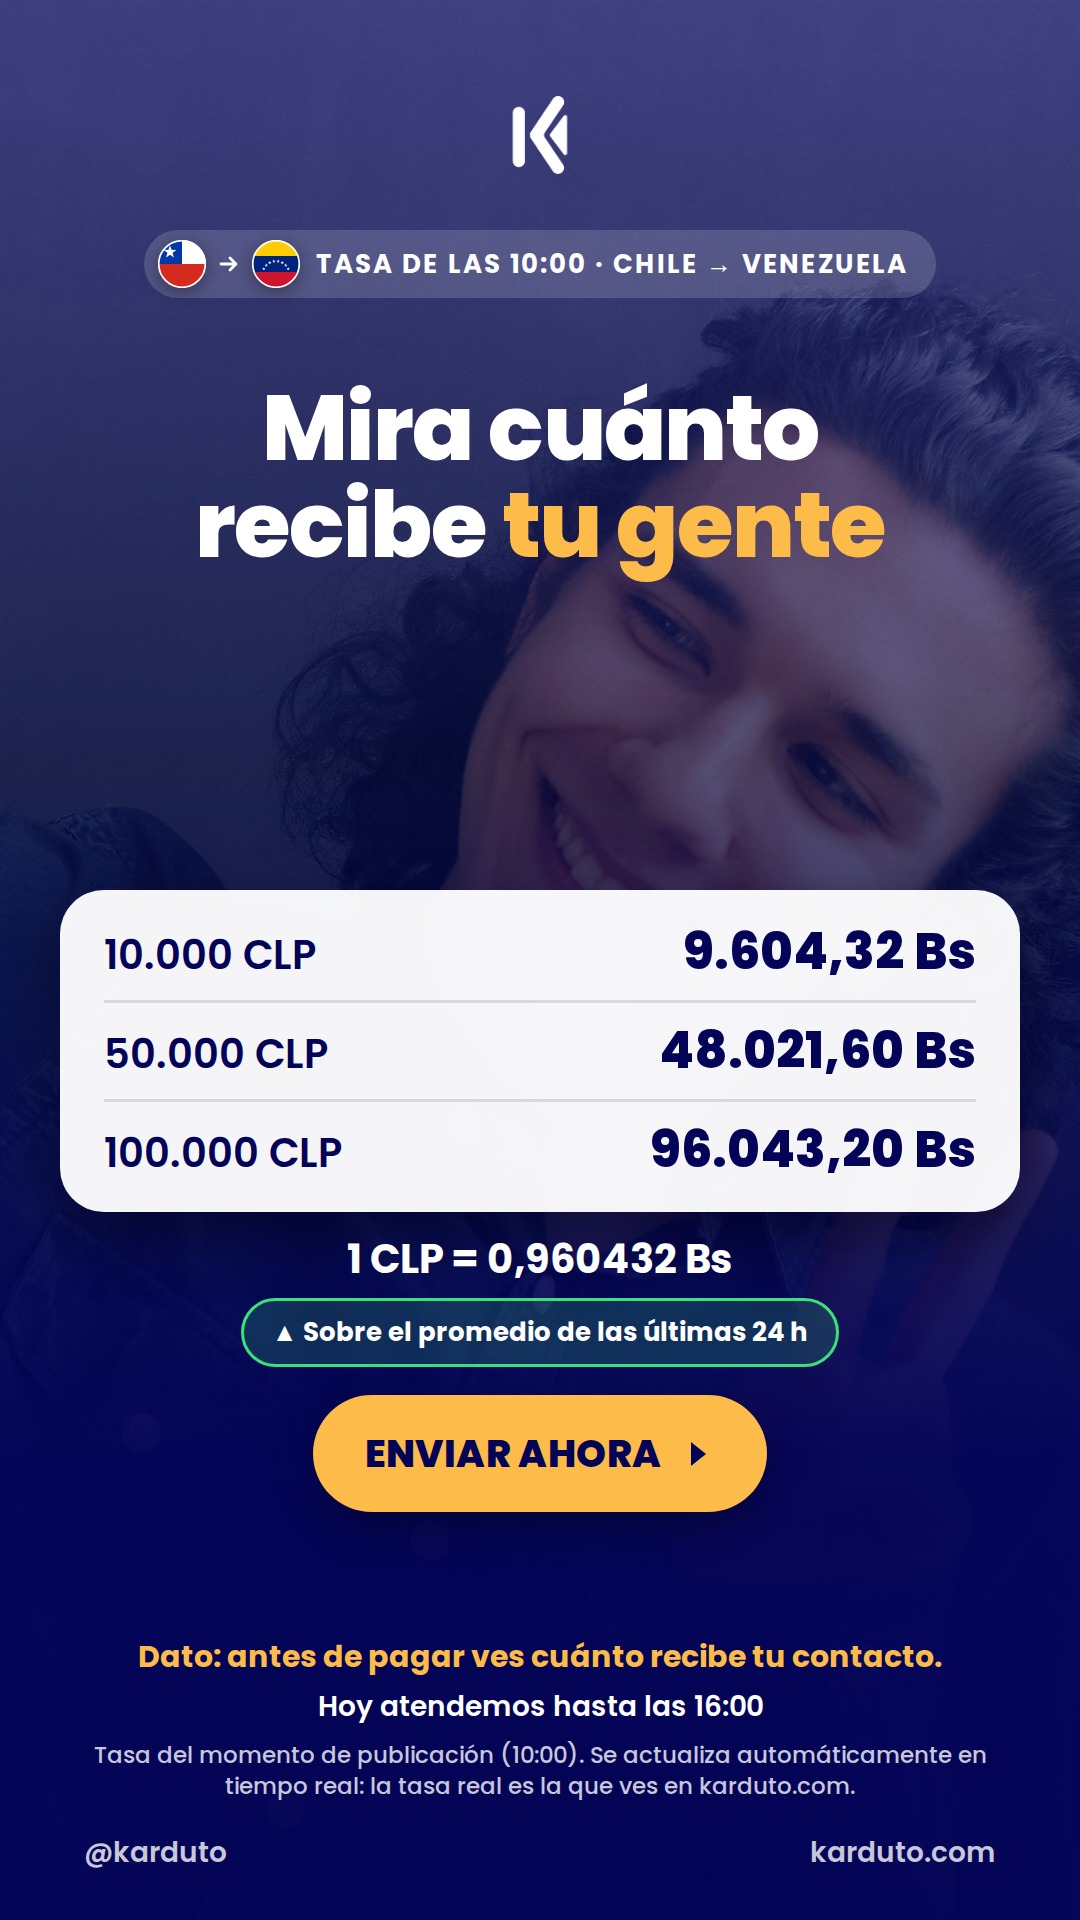 TASA DE LAS 10:00 · CHILE → VENEZUELA
Mira cuánto
recibe tu gente
10.000 CLP 9.604,32 Bs
50.000 CLP 48.021,60 Bs
100.000 CLP 96.043,20 Bs
1 CLP = 0,960432 Bs
▲ Sobre el promedio de las últimas 24 h
ENVIAR AHORA
Dato: antes de pagar ves cuánto recibe tu contacto.
Hoy atendemos hasta las 16:00
Tasa del momento de publicación (10:00). Se actualiza automáticamente en
tiempo real: la tasa real es la que ves en karduto.com.
@karduto karduto.com